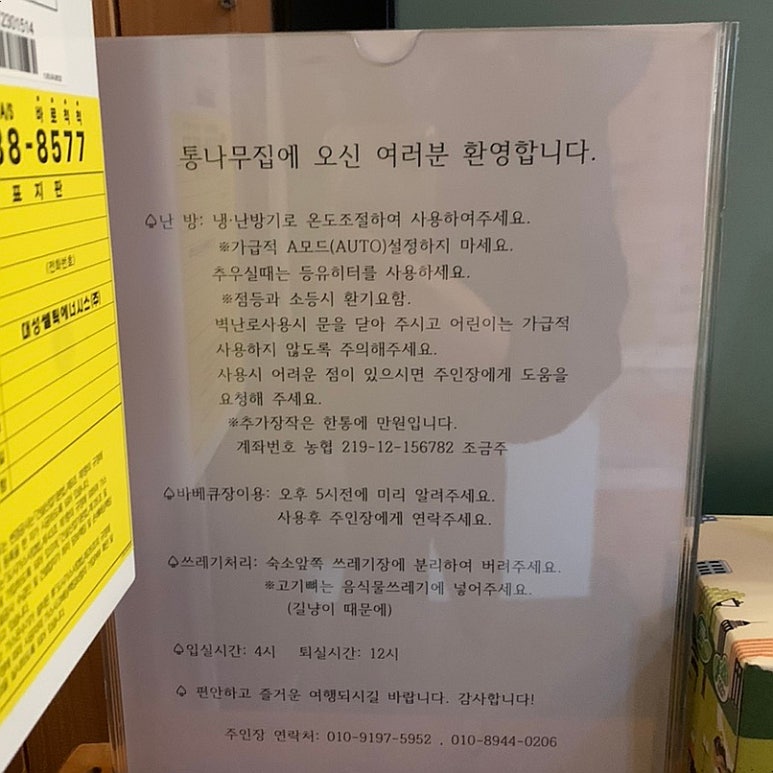 2301514
A/S 바로척척
38-8577
표 지 판
(전화번호)
대성쎌틱에너시스(주)
통나무집에 오신 여러분 환영합니다.
♤난 방: 냉·난방기로 온도조절하여 사용하여주세요.
※가급적 A모드(AUTO)설정하지 마세요.
추우실때는 등유히터를 사용하세요.
※점등과 소등시 환기요함.
벽난로사용시 문을 닫아 주시고 어린이는 가급적
사용하지 않도록 주의해주세요.
사용시 어려운 점이 있으시면 주인장에게 도움을
요청해 주세요.
※추가장작은 한통에 만원입니다.
계좌번호 농협 219-12-156782 조금주
♤바베큐장이용: 오후 5시전에 미리 알려주세요.
사용후 주인장에게 연락주세요.
♤쓰레기처리: 숙소앞쪽 쓰레기장에 분리하여 버려주세요.
※고기뼈는 음식물쓰레기에 넣어주세요.
(길냥이 때문에)
♤입실시간: 4시 퇴실시간: 12시
♤ 편안하고 즐거운 여행되시길 바랍니다. 감사합니다!
주인장 연락처: 010-9197-5952 , 010-8944-0206